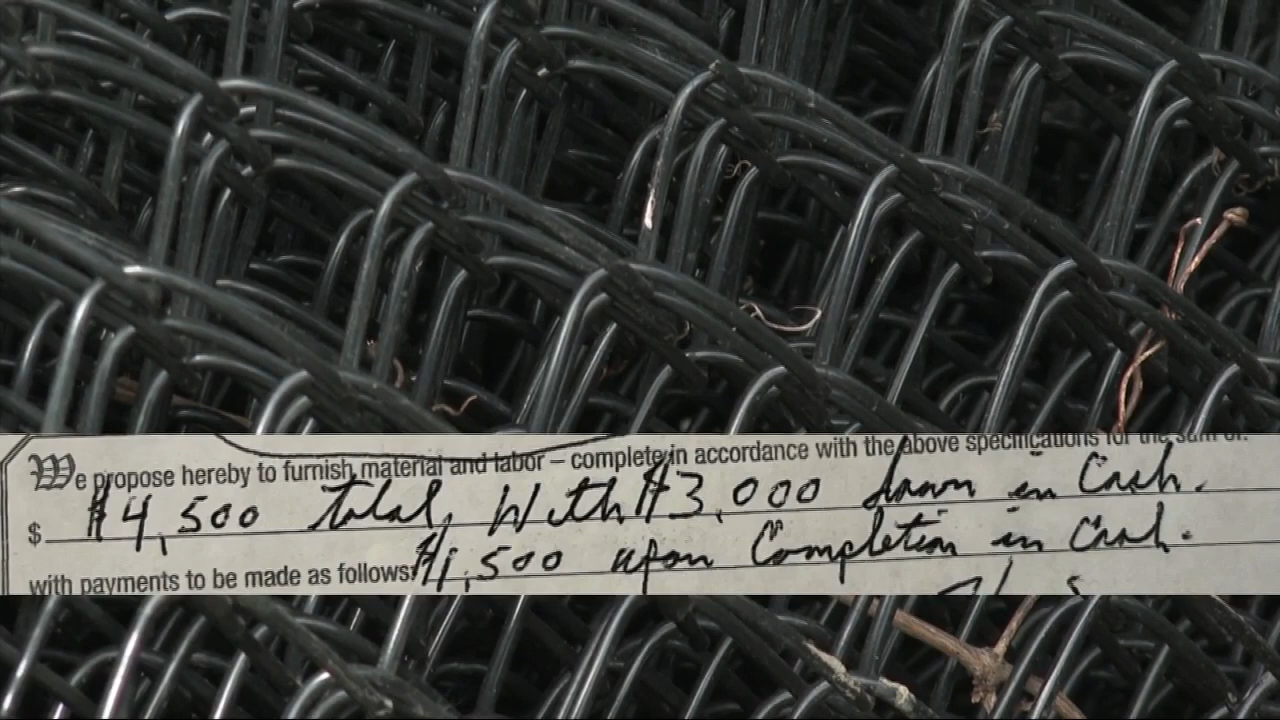 We propose hereby to furnish material and labor – complete in accordance with the above specifications for the sum of:
$ $4,500 total, With $3,000 down in Cash.
with payments to be made as follows: $1,500 upon Completion in Cash.